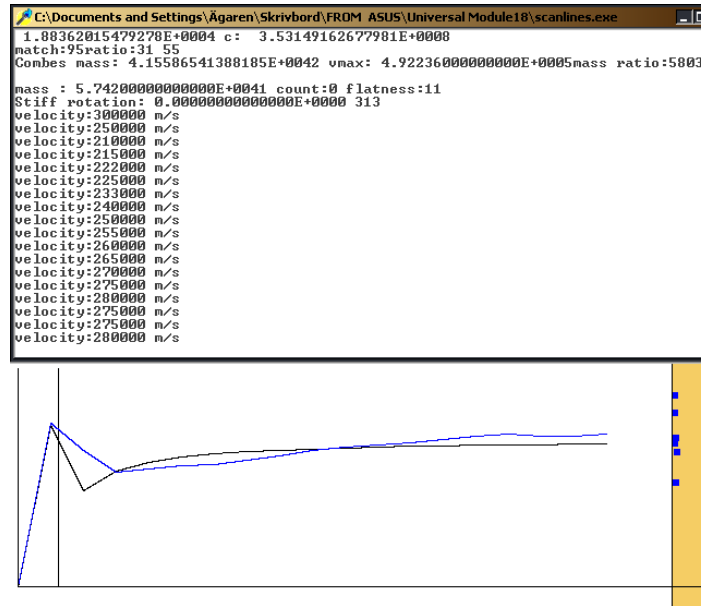 C:\Documents and Settings\Ägaren\Skrivbord\FROM ASUS\Universal Module18\scanlines.exe
1.88362015479278E+0004 c:  3.53149162677981E+0008
match:95ratio:31 55
Combes mass: 4.15586541388185E+0042 vmax: 4.92236000000000E+0005mass ratio:5803
mass : 5.74200000000000E+0041 count:0 flatness:11
Stiff rotation: 0.00000000000000E+0000 313
velocity:300000 m/s
velocity:250000 m/s
velocity:210000 m/s
velocity:215000 m/s
velocity:222000 m/s
velocity:225000 m/s
velocity:233000 m/s
velocity:240000 m/s
velocity:250000 m/s
velocity:255000 m/s
velocity:260000 m/s
velocity:265000 m/s
velocity:270000 m/s
velocity:275000 m/s
velocity:280000 m/s
velocity:275000 m/s
velocity:275000 m/s
velocity:280000 m/s